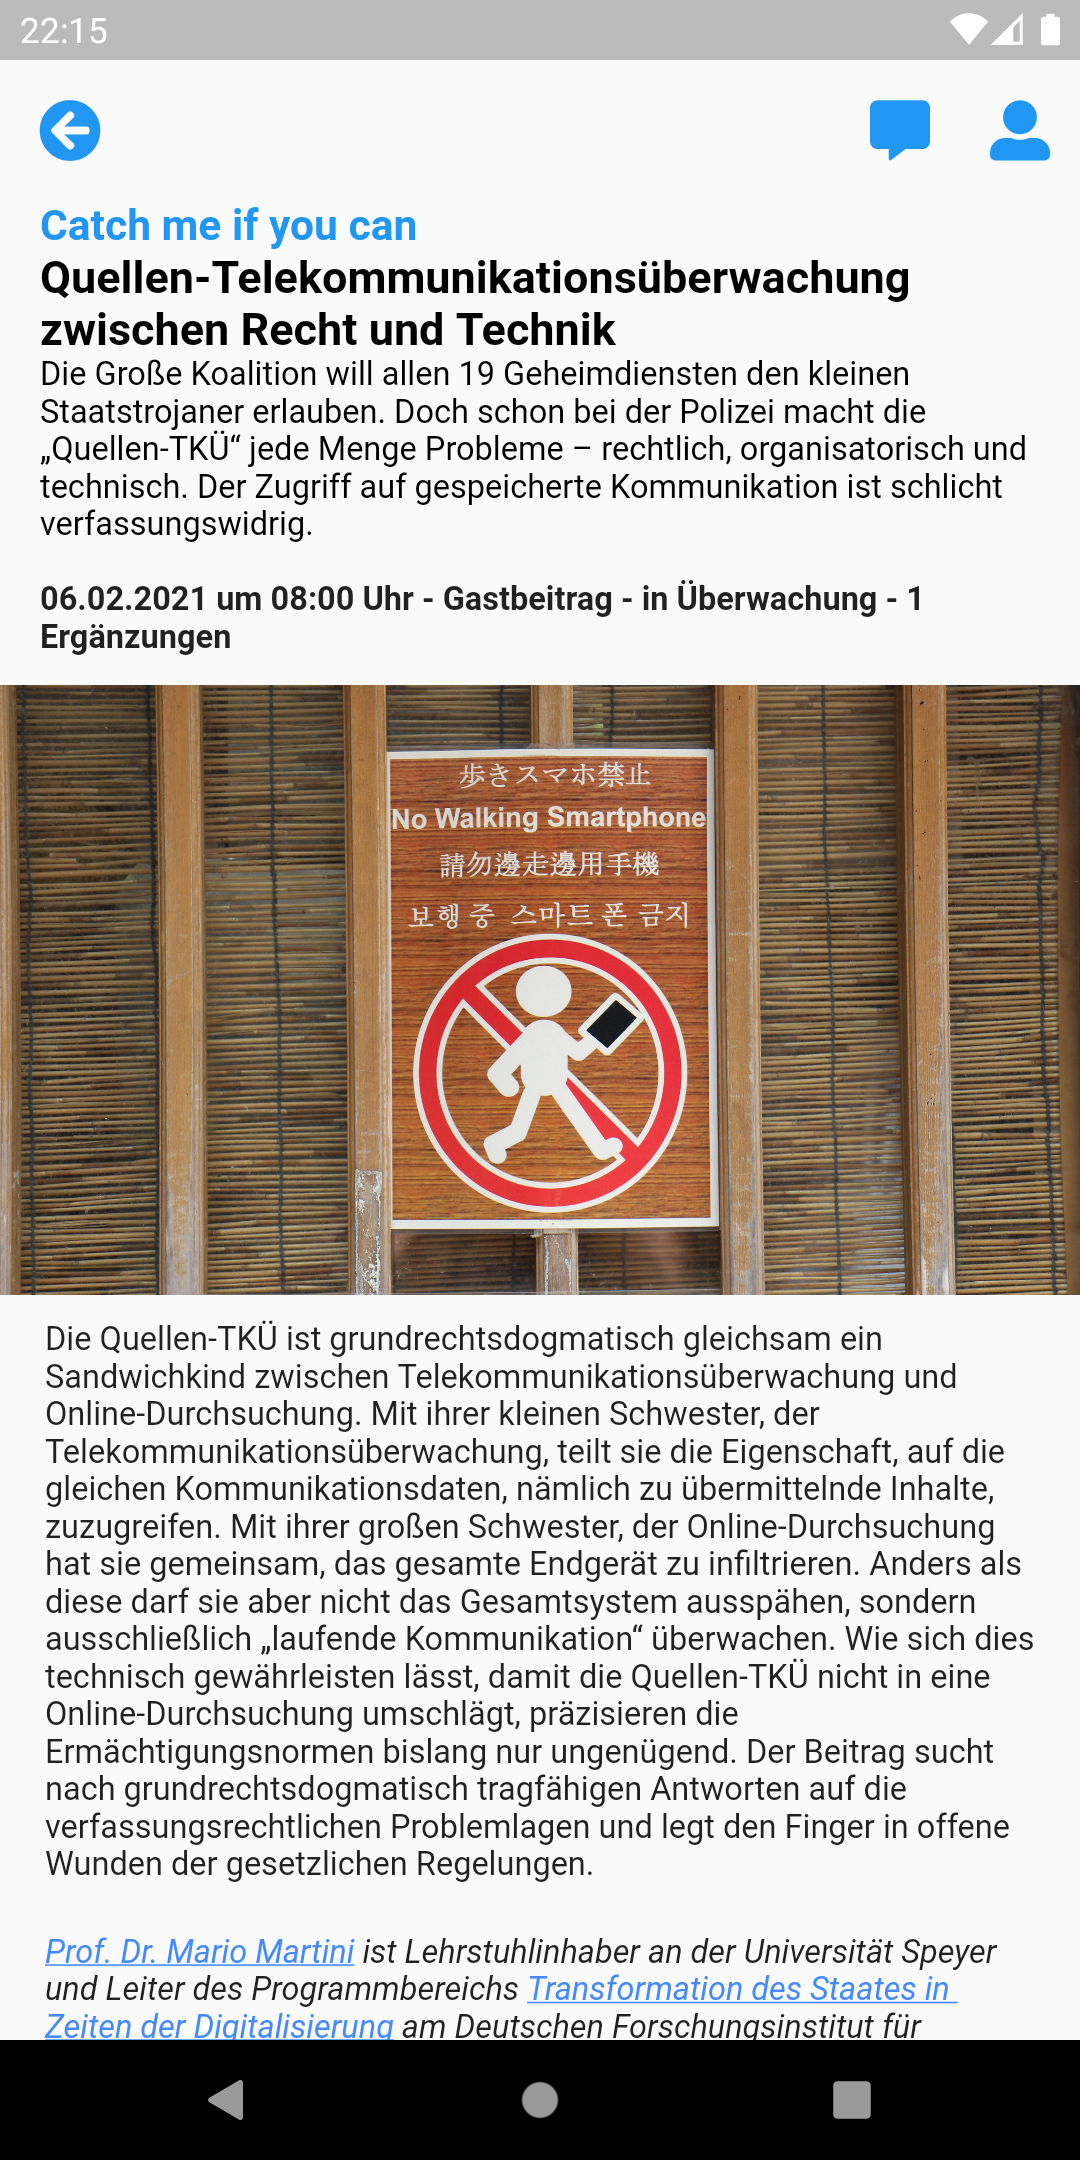 22:15
Catch me if you can
Quellen-Telekommunikationsüberwachung
zwischen Recht und Technik
Die Große Koalition will allen 19 Geheimdiensten den kleinen
Staatstrojaner erlauben. Doch schon bei der Polizei macht die
„Quellen-TKÜ“ jede Menge Probleme – rechtlich, organisatorisch und
technisch. Der Zugriff auf gespeicherte Kommunikation ist schlicht
verfassungswidrig.
06.02.2021 um 08:00 Uhr - Gastbeitrag - in Überwachung - 1
Ergänzungen
歩きスマホ禁止
No Walking Smartphone
請勿邊走邊用手機
보행 중 스마트 폰 금지
Die Quellen-TKÜ ist grundrechtsdogmatisch gleichsam ein
Sandwichkind zwischen Telekommunikationsüberwachung und
Online-Durchsuchung. Mit ihrer kleinen Schwester, der
Telekommunikationsüberwachung, teilt sie die Eigenschaft, auf die
gleichen Kommunikationsdaten, nämlich zu übermittelnde Inhalte,
zuzugreifen. Mit ihrer großen Schwester, der Online-Durchsuchung
hat sie gemeinsam, das gesamte Endgerät zu infiltrieren. Anders als
diese darf sie aber nicht das Gesamtsystem ausspähen, sondern
ausschließlich „laufende Kommunikation“ überwachen. Wie sich dies
technisch gewährleisten lässt, damit die Quellen-TKÜ nicht in eine
Online-Durchsuchung umschlägt, präzisieren die
Ermächtigungsnormen bislang nur ungenügend. Der Beitrag sucht
nach grundrechtsdogmatisch tragfähigen Antworten auf die
verfassungsrechtlichen Problemlagen und legt den Finger in offene
Wunden der gesetzlichen Regelungen.
Prof. Dr. Mario Martini ist Lehrstuhlinhaber an der Universität Speyer
und Leiter des Programmbereichs Transformation des Staates in
Zeiten der Digitalisierung am Deutschen Forschungsinstitut für